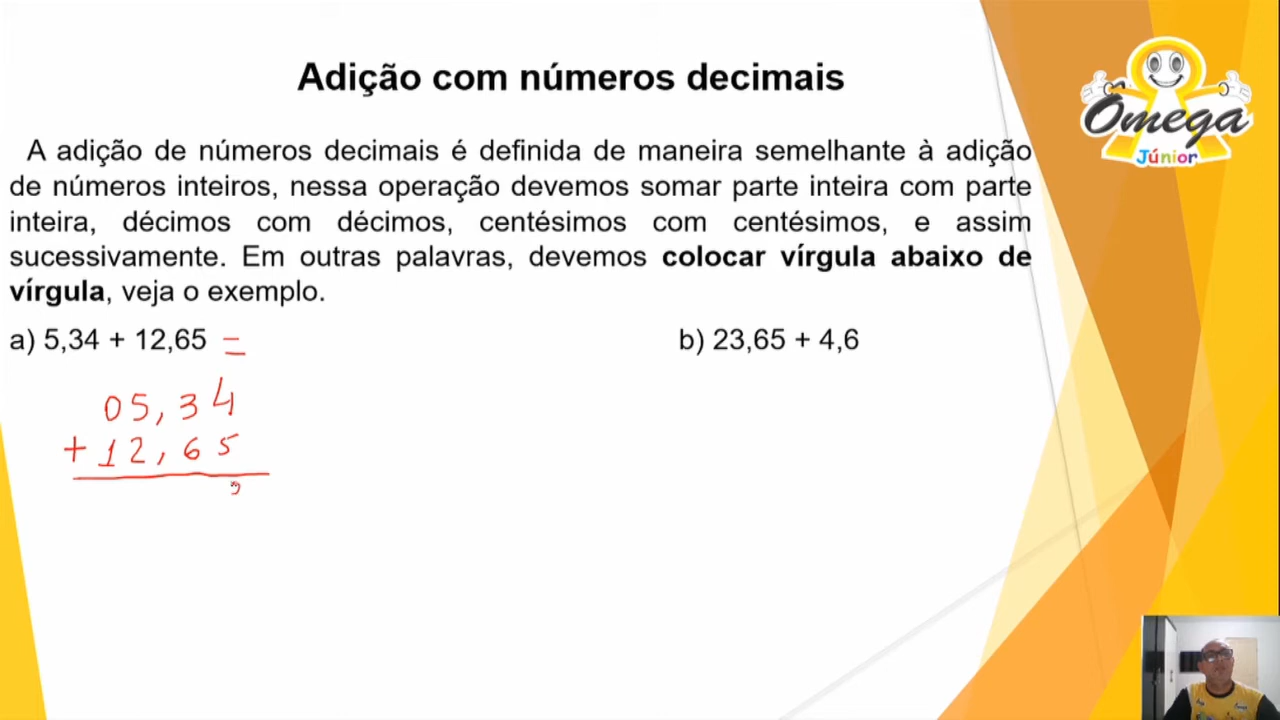 Adição com números decimais
Ômega
Júnior
A adição de números decimais é definida de maneira semelhante à adição
de números inteiros, nessa operação devemos somar parte inteira com parte
inteira, décimos com décimos, centésimos com centésimos, e assim
sucessivamente. Em outras palavras, devemos colocar vírgula abaixo de
vírgula, veja o exemplo.
a) 5,34 + 12,65 =
b) 23,65 + 4,6
05,34
+ 12,65